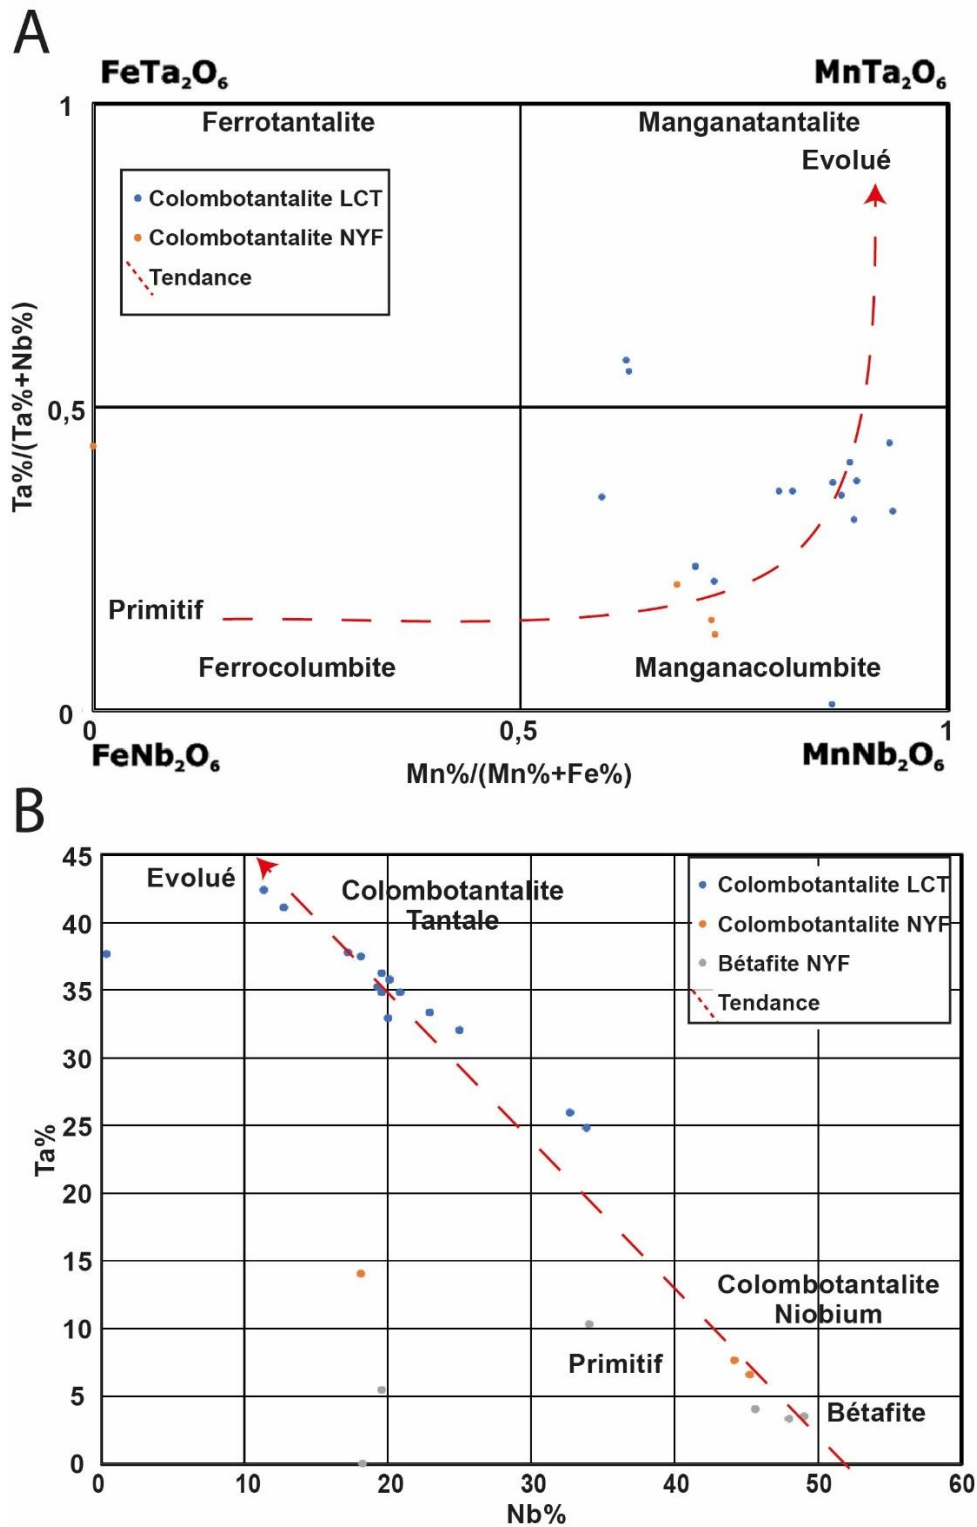 A
FeTa₂O₆
MnTa₂O₆
1
Ferrotantalite
Manganatantalite
Evolué
Colombotantalite LCT
Colombotantalite NYF
Tendance
Ta%/(Ta%+Nb%)
0,5
Primitif
Ferrocolumbite
Manganacolumbite
0
0
0,5
1
FeNb₂O₆
MnNb₂O₆
Mn%/(Mn%+Fe%)
B
45
Evolué
Colombotantalite
Tantale
Colombotantalite LCT
Colombotantalite NYF
Bétafite NYF
Tendance
40
35
30
25
Ta%
20
15
Colombotantalite
Niobium
10
Primitif
5
Bétafite
0
0
10
20
30
40
50
60
Nb%